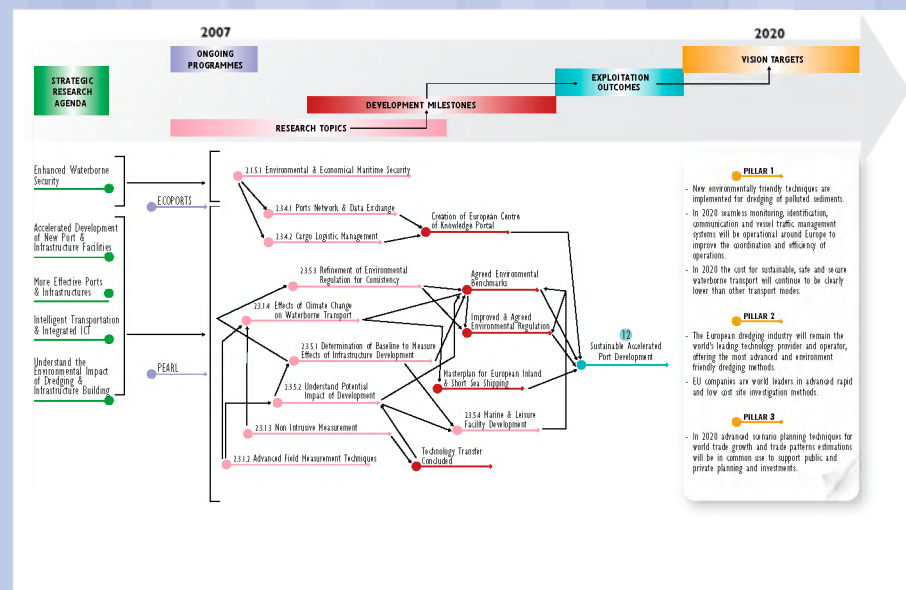 2007
2020
ONGOING
PROGRAMMES
VISION TARGETS
STRATEGIC
RESEARCH
AGENDA
EXPLOITATION
OUTCOMES
DEVELOPMENT MILESTONES
RESEARCH TOPICS
Enhanced Waterborne
Security
ECOPORTS
Accelerated Development
of New Port &
Infrastructure Facilities
More Effective Ports
& Infrastructures
Intelligent Transportation
& Integrated ICT
Understand the
Environmental Impact
of Dredging &
Infrastructure Building
PEARL
2.1.5.1 Environmental & Economical Maritime Security
2.3.4.1 Ports Network & Data Exchange
2.3.4.2 Cargo Logistic Management
Creation of European Centre
of Knowledge Portal
2.3.5.3 Refinement of Environmental
Regulation for Consistency
Agreed Environmental
Benchmarks
2.3.1.4 Effects of Climate Change
on Waterborne Transport
Improved & Agreed
Environmental Regulation
2.3.5.1 Determination of Baseline to Measure
Effects of Infrastructure Development
Masterplan for European Inland
& Short Sea Shipping
2.3.5.2 Understand Potential
Impact of Development
2.3.5.4 Marine & Leisure
Facility Development
2.3.1.3 Non Intrusive Measurement
2.3.1.2 Advanced Field Measurement Techniques
Technology Transfer
Concluded
12
Sustainable Accelerated
Port Development
PILLAR 1
- New environmentally friendly techniques are
implemented for dredging of polluted sediments.
- In 2020 seamless monitoring, identification,
communication and vessel traffic management
systems will be operational around Europe to
improve the coordination and efficiency of
operations.
- In 2020 the cost for sustainable, safe and secure
waterborne transport will continue to be clearly
lower than other transport modes.
PILLAR 2
- The European dredging industry will remain the
world's leading technology provider and operator,
offering the most advanced and environment
friendly dredging methods.
- EU companies are world leaders in advanced rapid
and low cost site investigation methods.
PILLAR 3
- In 2020 advanced scenario planning techniques for
world trade growth and trade patterns estimations
will be in common use to support public and
private planning and investments.